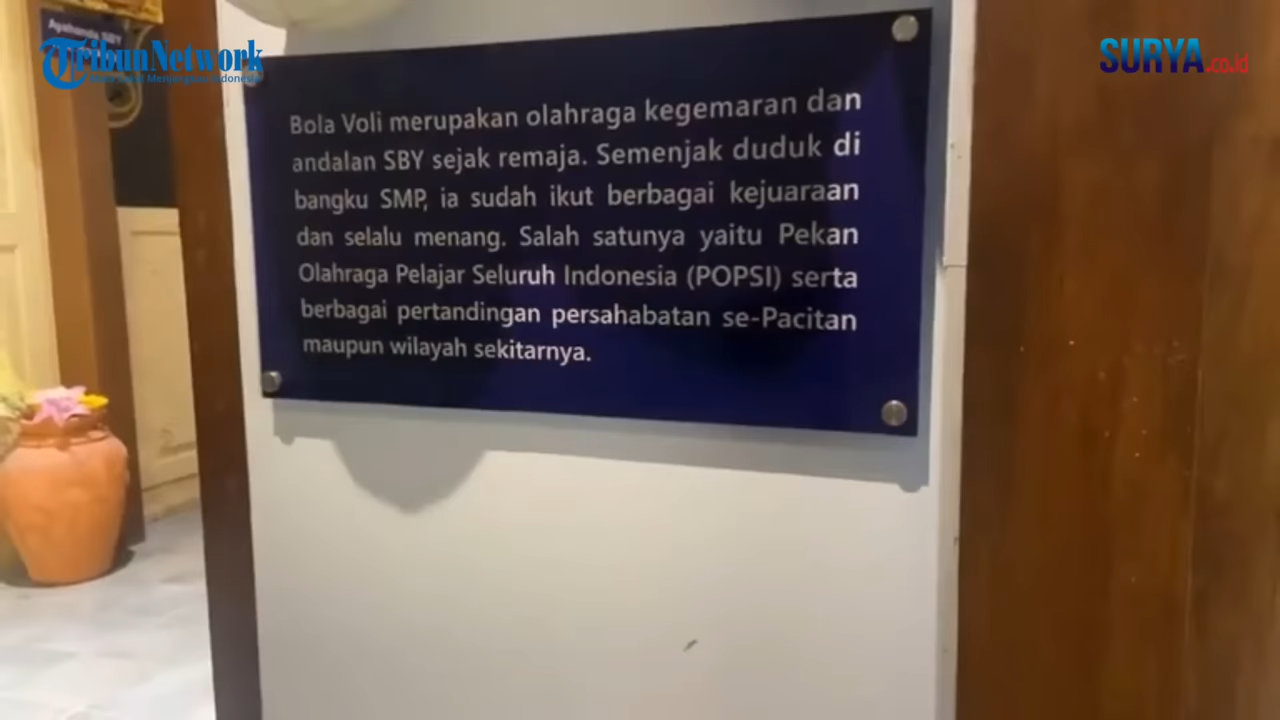 Ayahanda SBY
TribunNetwork
SURYA.co.id
Bola Voli merupakan olahraga kegemaran dan
andalan SBY sejak remaja. Semenjak duduk di
bangku SMP, ia sudah ikut berbagai kejuaraan
dan selalu menang. Salah satunya yaitu Pekan
Olahraga Pelajar Seluruh Indonesia (POPSI) serta
berbagai pertandingan persahabatan se-Pacitan
maupun wilayah sekitarnya.